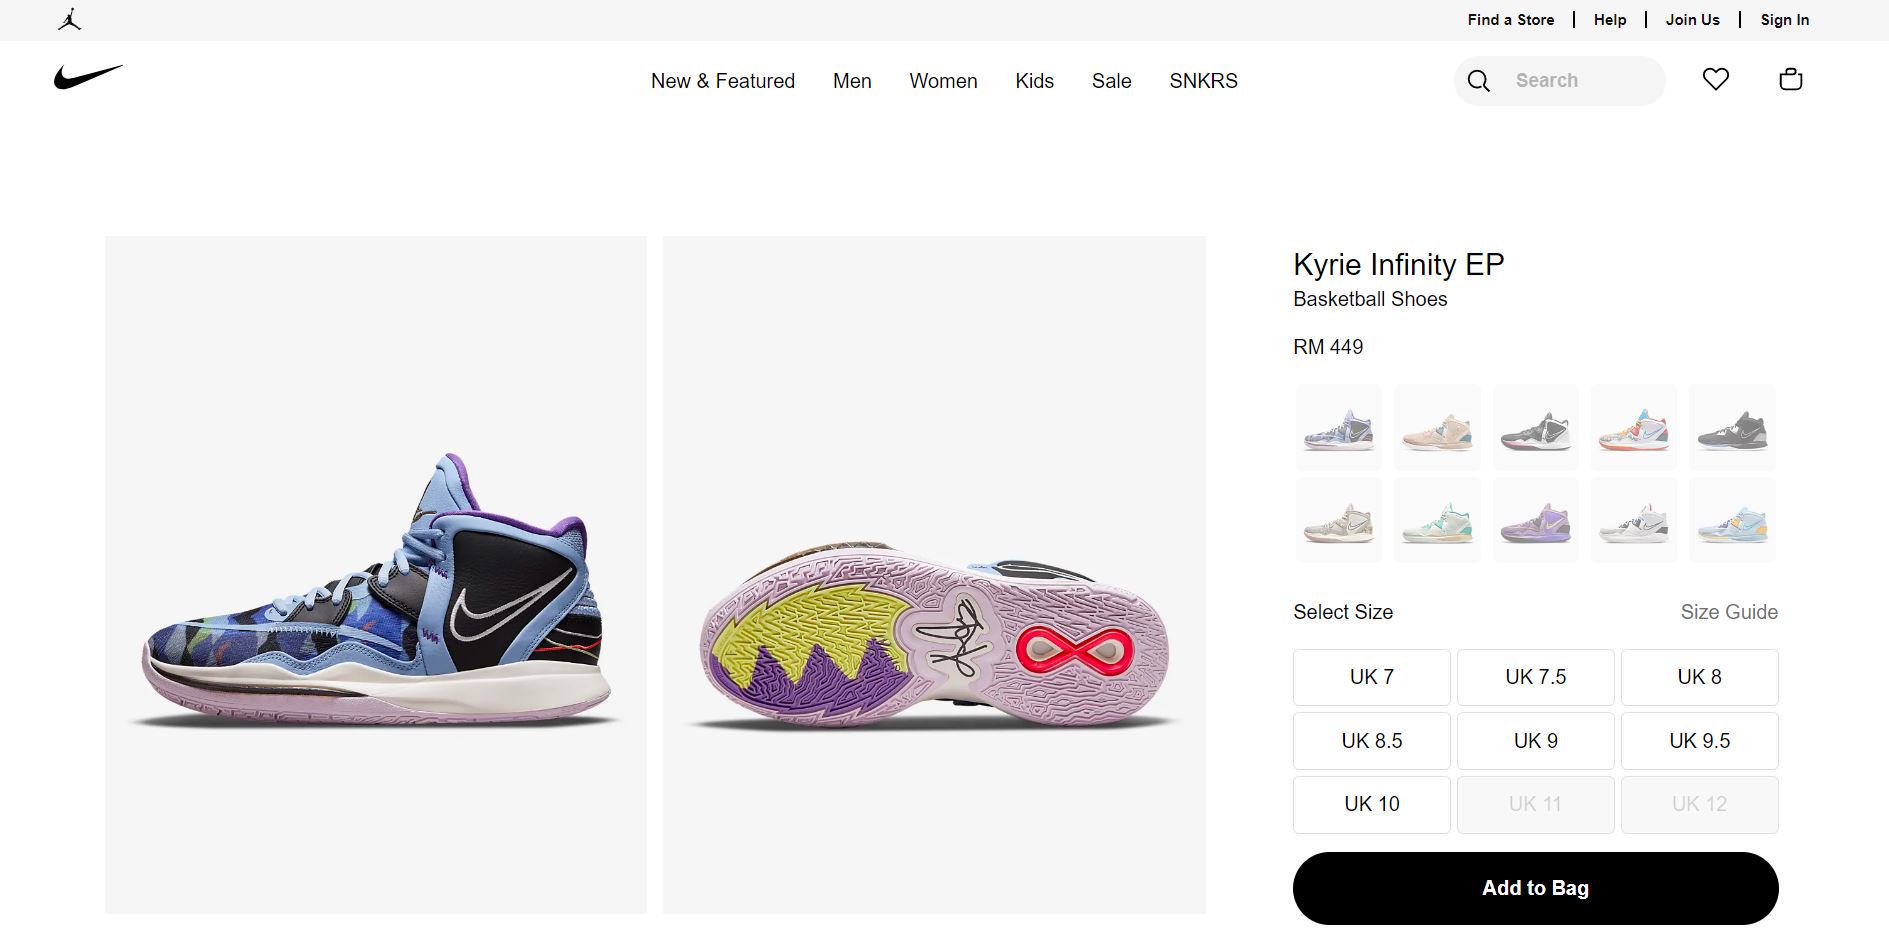 Find a Store | Help | Join Us | Sign In
New & Featured Men Women Kids Sale SNKRS
Search
Kyrie Infinity EP
Basketball Shoes
RM 449
Select Size
Size Guide
UK 7
UK 7.5
UK 8
UK 8.5
UK 9
UK 9.5
UK 10
UK 11
UK 12
Add to Bag